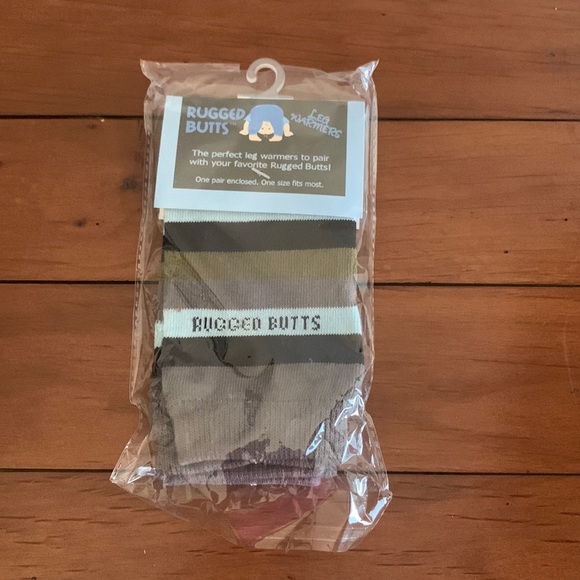 RUGGED
BUTTS
LEG
WARMERS
The perfect leg warmers to pair
with your favorite Rugged Butts!
One pair enclosed. One size fits most.
RUGGED BUTTS